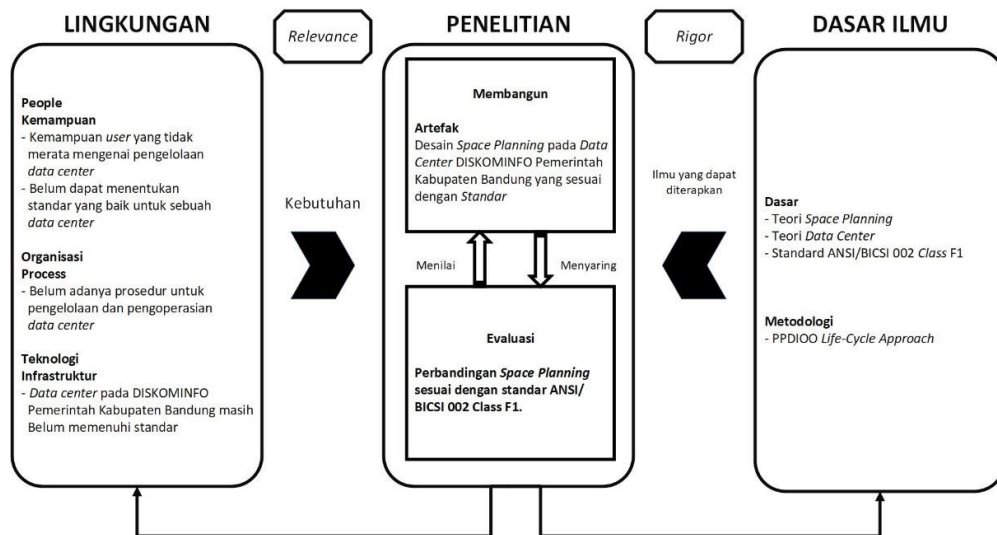 LINGKUNGAN
Relevance
PENELITIAN
Rigor
DASAR ILMU
People
Kemampuan
- Kemampuan user yang tidak
merata mengenai pengelolaan
data center
- Belum dapat menentukan
standar yang baik untuk sebuah
data center
Organisasi
Process
- Belum adanya prosedur untuk
pengelolaan dan pengoperasian
data center
Teknologi
Infrastruktur
- Data center pada DISKOMINFO
Pemerintah Kabupaten Bandung masih
Belum memenuhi standar
Kebutuhan
Membangun
Artefak
Desain Space Planning pada Data
Center DISKOMINFO Pemerintah
Kabupaten Bandung yang sesuai
dengan Standar
Menilai
Menyaring
Evaluasi
Perbandingan Space Planning
sesuai dengan standar ANSI/
BICSI 002 Class F1.
Ilmu yang dapat
diterapkan
Dasar
- Teori Space Planning
- Teori Data Center
- Standard ANSI/BICSI 002 Class F1
Metodologi
- PPDIOO Life-Cycle Approach